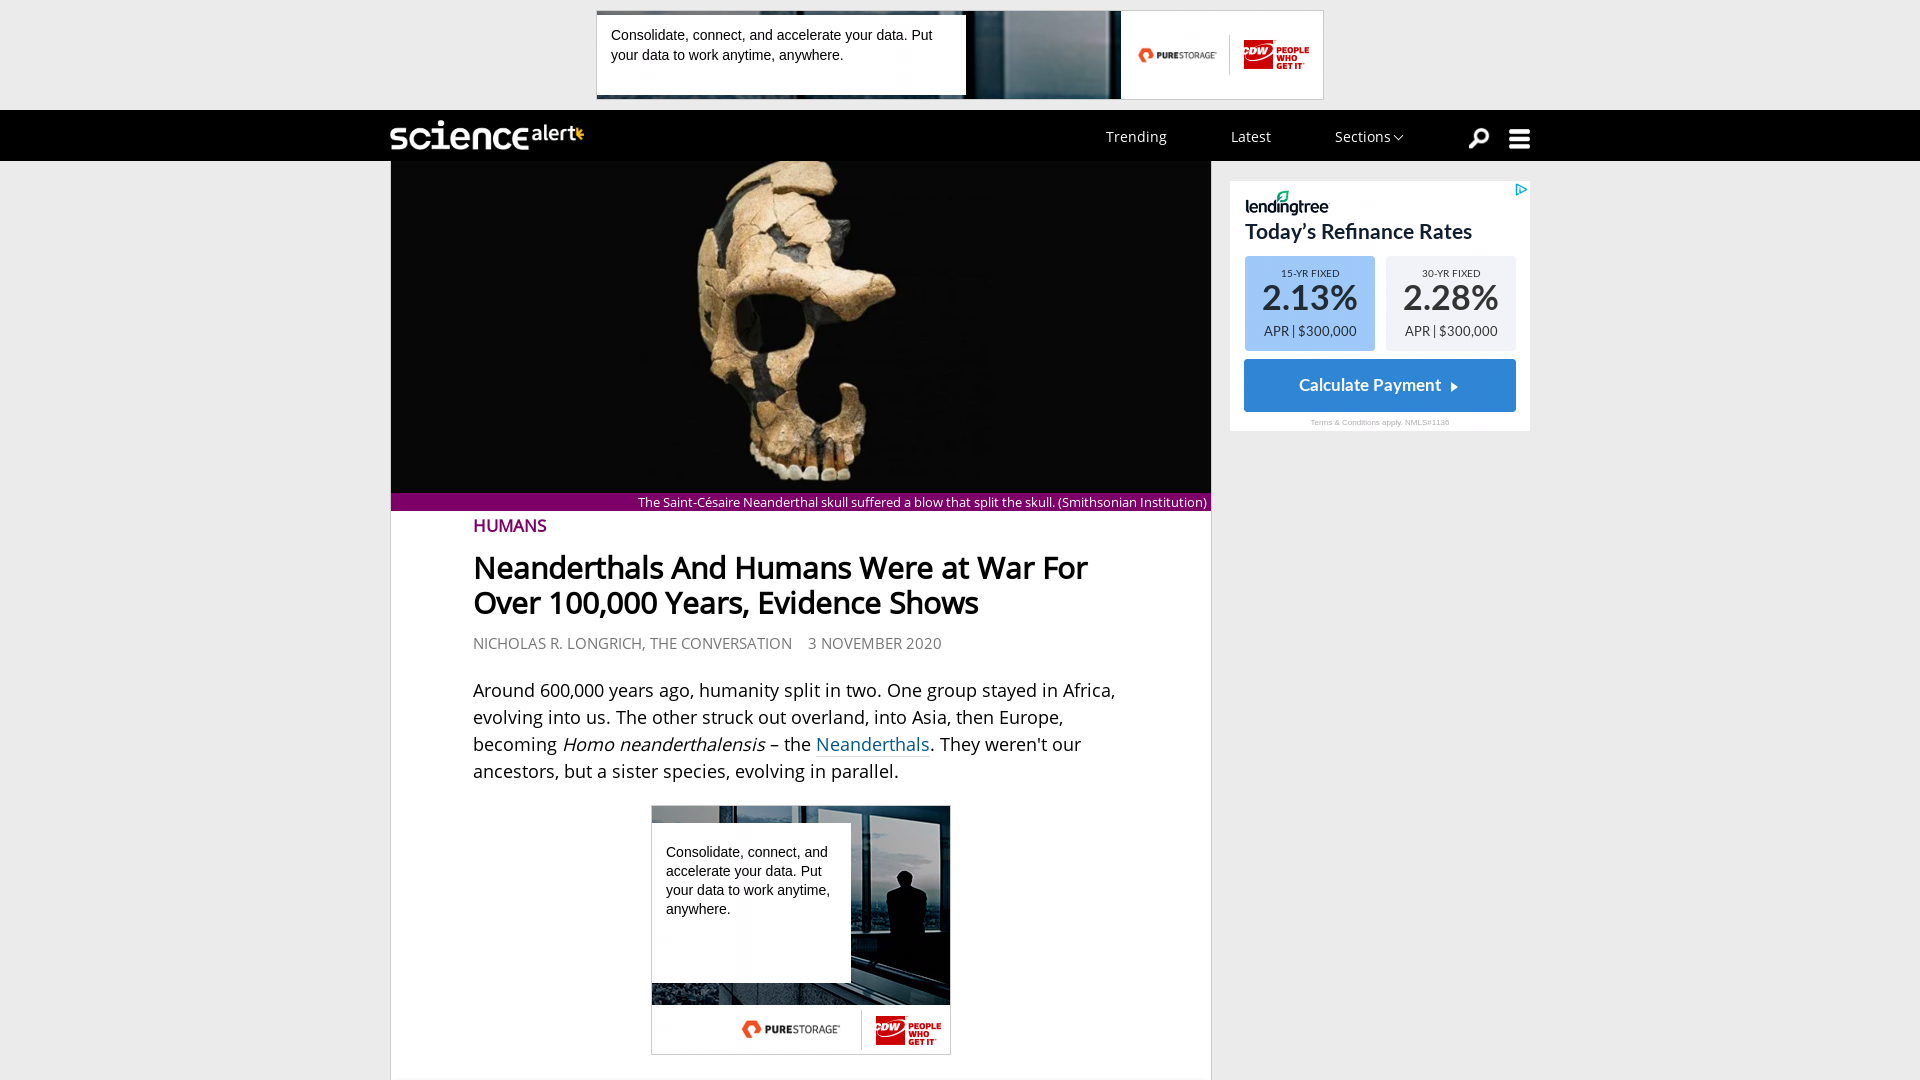 Consolidate, connect, and accelerate your data. Put
your data to work anytime, anywhere.
PURESTORAGE
CDW
PEOPLE
WHO
GET IT
science alert
Trending
Latest
Sections
lendingtree
Today's Refinance Rates
15-YR FIXED
2.13%
APR | $300,000
30-YR FIXED
2.28%
APR | $300,000
Calculate Payment
Terms & Conditions apply. NMLS#1136
The Saint-Césaire Neanderthal skull suffered a blow that split the skull. (Smithsonian Institution)
HUMANS
Neanderthals And Humans Were at War For
Over 100,000 Years, Evidence Shows
NICHOLAS R. LONGRICH, THE CONVERSATION 3 NOVEMBER 2020
Around 600,000 years ago, humanity split in two. One group stayed in Africa,
evolving into us. The other struck out overland, into Asia, then Europe,
becoming Homo neanderthalensis – the Neanderthals. They weren't our
ancestors, but a sister species, evolving in parallel.
Consolidate, connect, and
accelerate your data. Put
your data to work anytime,
anywhere.
PURESTORAGE
CDW
PEOPLE
WHO
GET IT